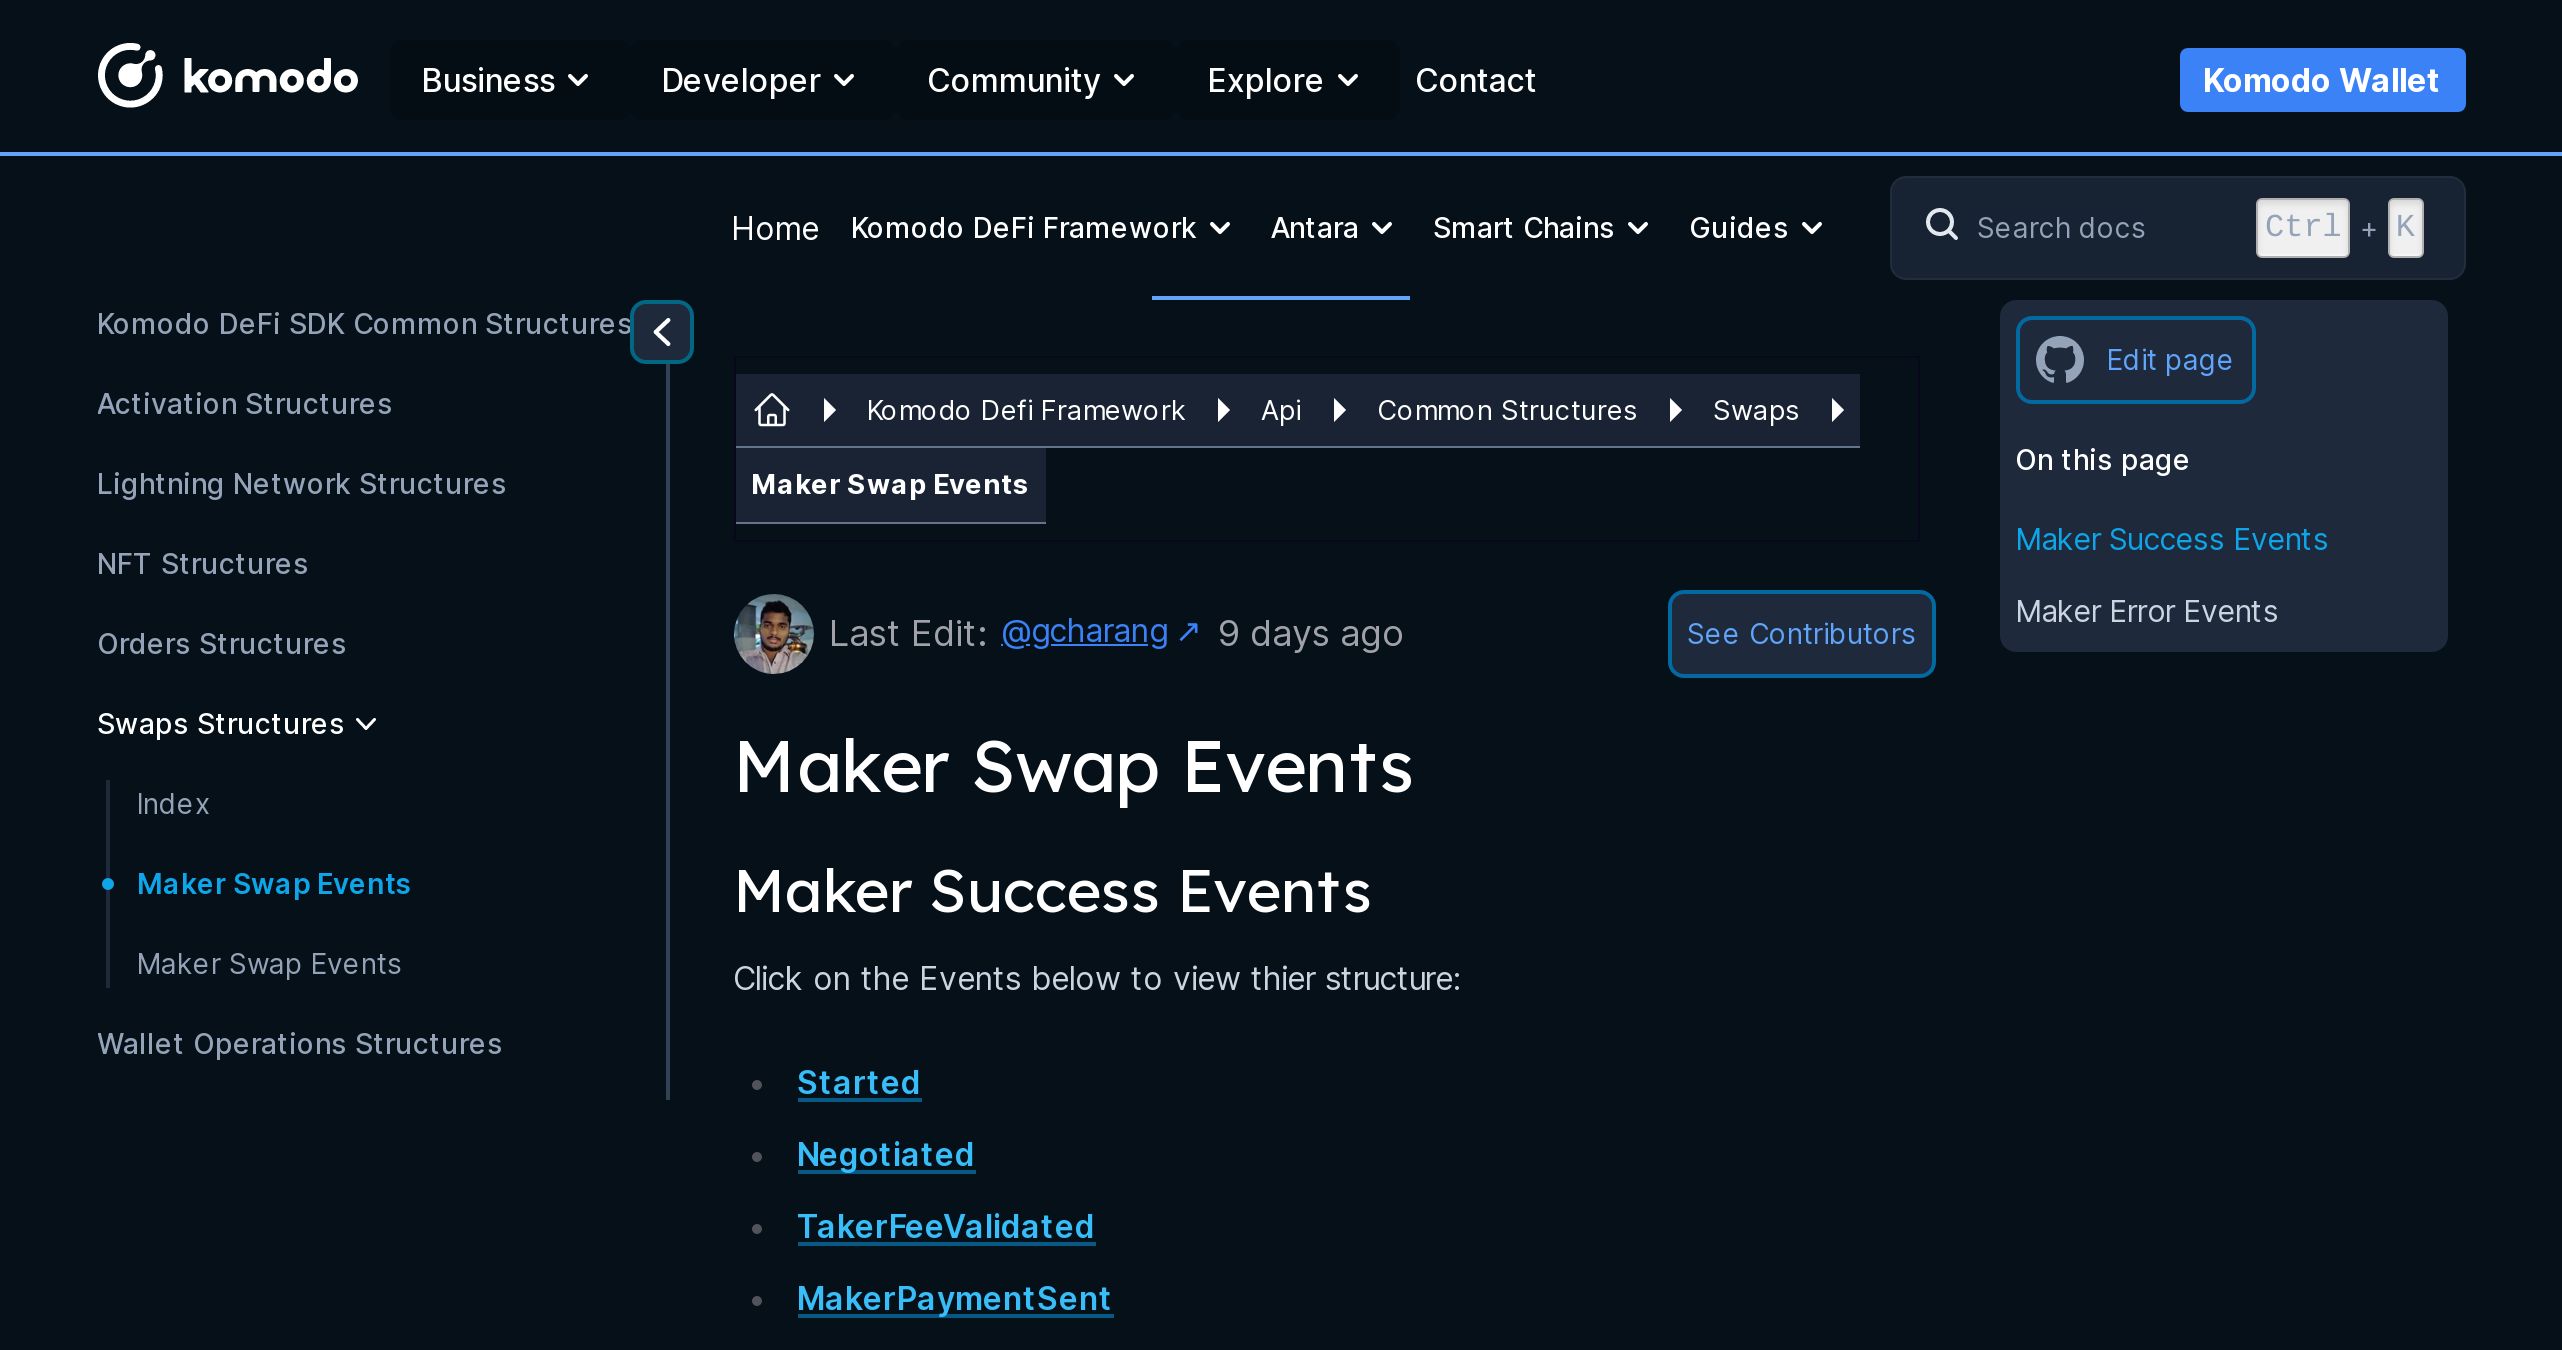 komodo Business Developer Community Explore Contact Komodo Wallet
Home Komodo DeFi Framework Antara Smart Chains Guides Search docs Ctrl + K
Komodo DeFi SDK Common Structures
Activation Structures
Lightning Network Structures
NFT Structures
Orders Structures
Swaps Structures
Index
Maker Swap Events
Maker Swap Events
Wallet Operations Structures
Komodo Defi Framework Api Common Structures Swaps
Maker Swap Events
Last Edit: @gcharang ↗ 9 days ago See Contributors
Maker Swap Events
Maker Success Events
Click on the Events below to view thier structure:
• Started
• Negotiated
• TakerFeeValidated
• MakerPaymentSent
Edit page
On this page
Maker Success Events
Maker Error Events